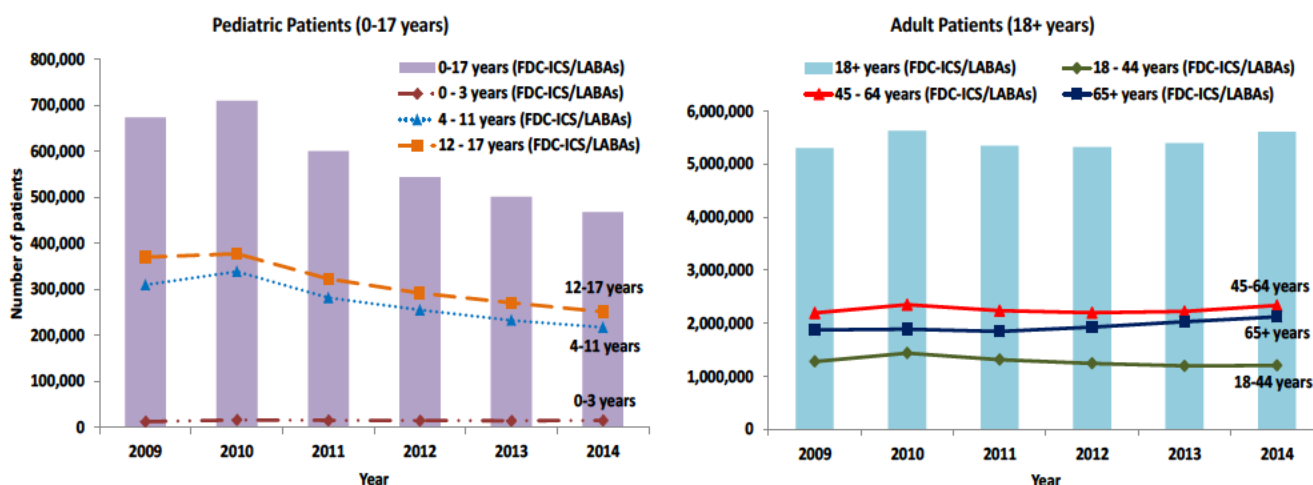 Pediatric Patients (0-17 years)
800,000
700,000
600,000
500,000
400,000
300,000
200,000
100,000
0
Number of patients
0-17 years (FDC-ICS/LABAs)
0 - 3 years (FDC-ICS/LABAs)
4 - 11 years (FDC-ICS/LABAs)
12 - 17 years (FDC-ICS/LABAs)
12-17 years
4-11 years
0-3 years
2009 2010 2011 2012 2013 2014
Year
Adult Patients (18+ years)
18+ years (FDC-ICS/LABAs)
18 - 44 years (FDC-ICS/LABAs)
45 - 64 years (FDC-ICS/LABAs)
65+ years (FDC-ICS/LABAs)
6,000,000
5,000,000
4,000,000
3,000,000
2,000,000
1,000,000
0
45-64 years
65+ years
18-44 years
2009 2010 2011 2012 2013 2014
Year